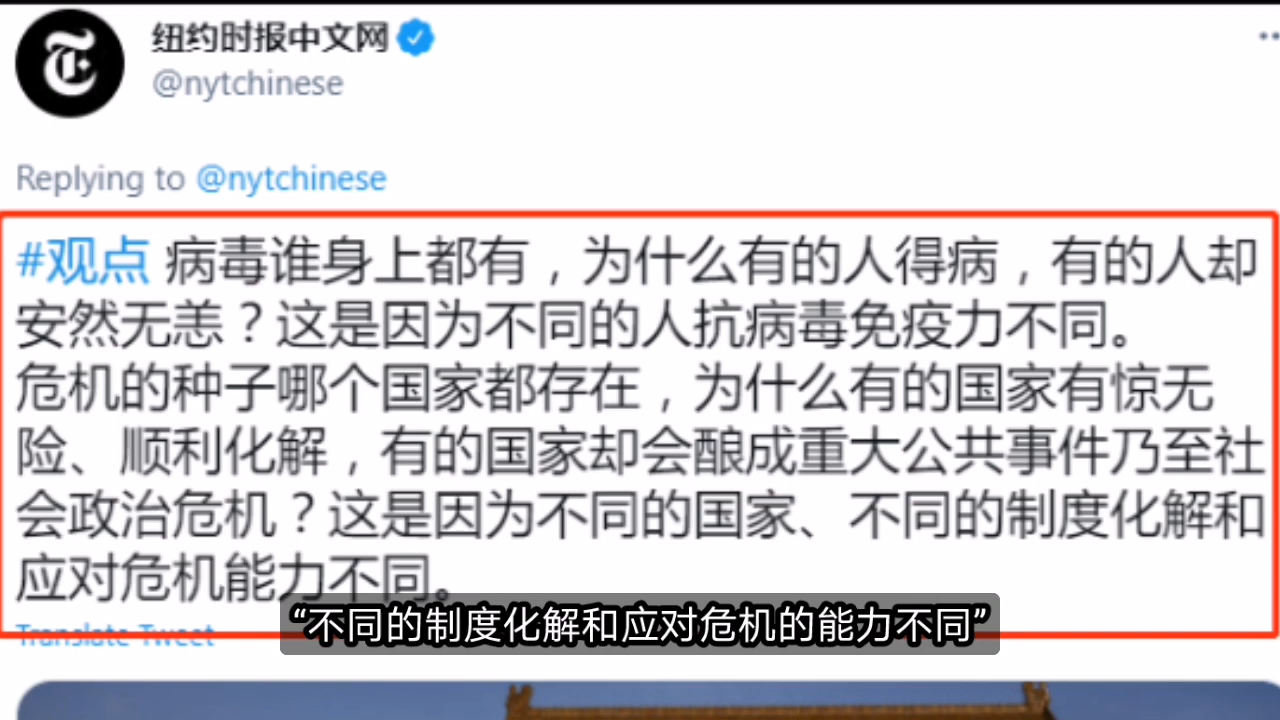 纽约时报中文网
@nytchinese
Replying to @nytchinese
#观点 病毒谁身上都有，为什么有的人得病，有的人却
安然无恙？这是因为不同的人抗病毒免疫力不同。
危机的种子哪个国家都存在，为什么有的国家有惊无
险、顺利化解，有的国家却会酿成重大公共事件乃至社
会政治危机？这是因为不同的国家、不同的制度化解和
应对危机能力不同。
“不同的制度化解和应对危机的能力不同”
Translate Tweet